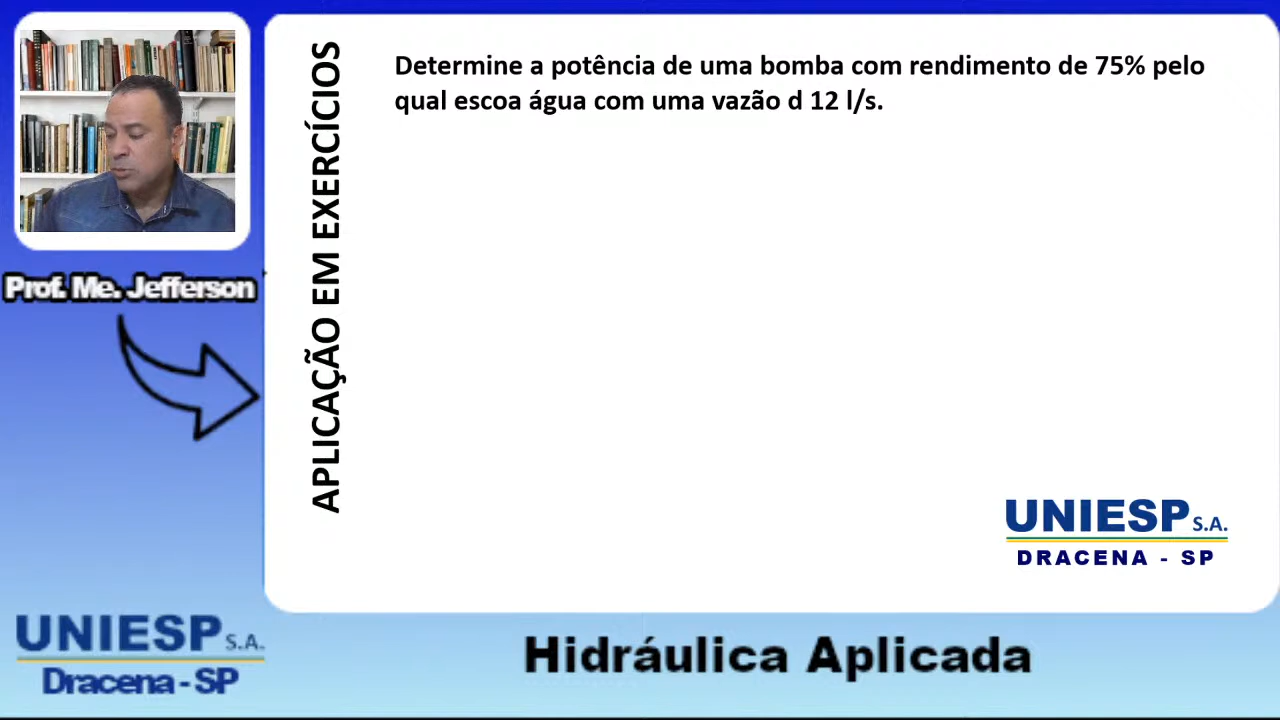 Determine a potência de uma bomba com rendimento de 75% pelo
qual escoa água com uma vazão d 12 l/s.
APLICAÇÃO EM EXERCÍCIOS
Prof. Me. Jefferson
UNIESP S.A.
DRACENA - SP
UNIESP S.A.
Dracena - SP
Hidráulica Aplicada